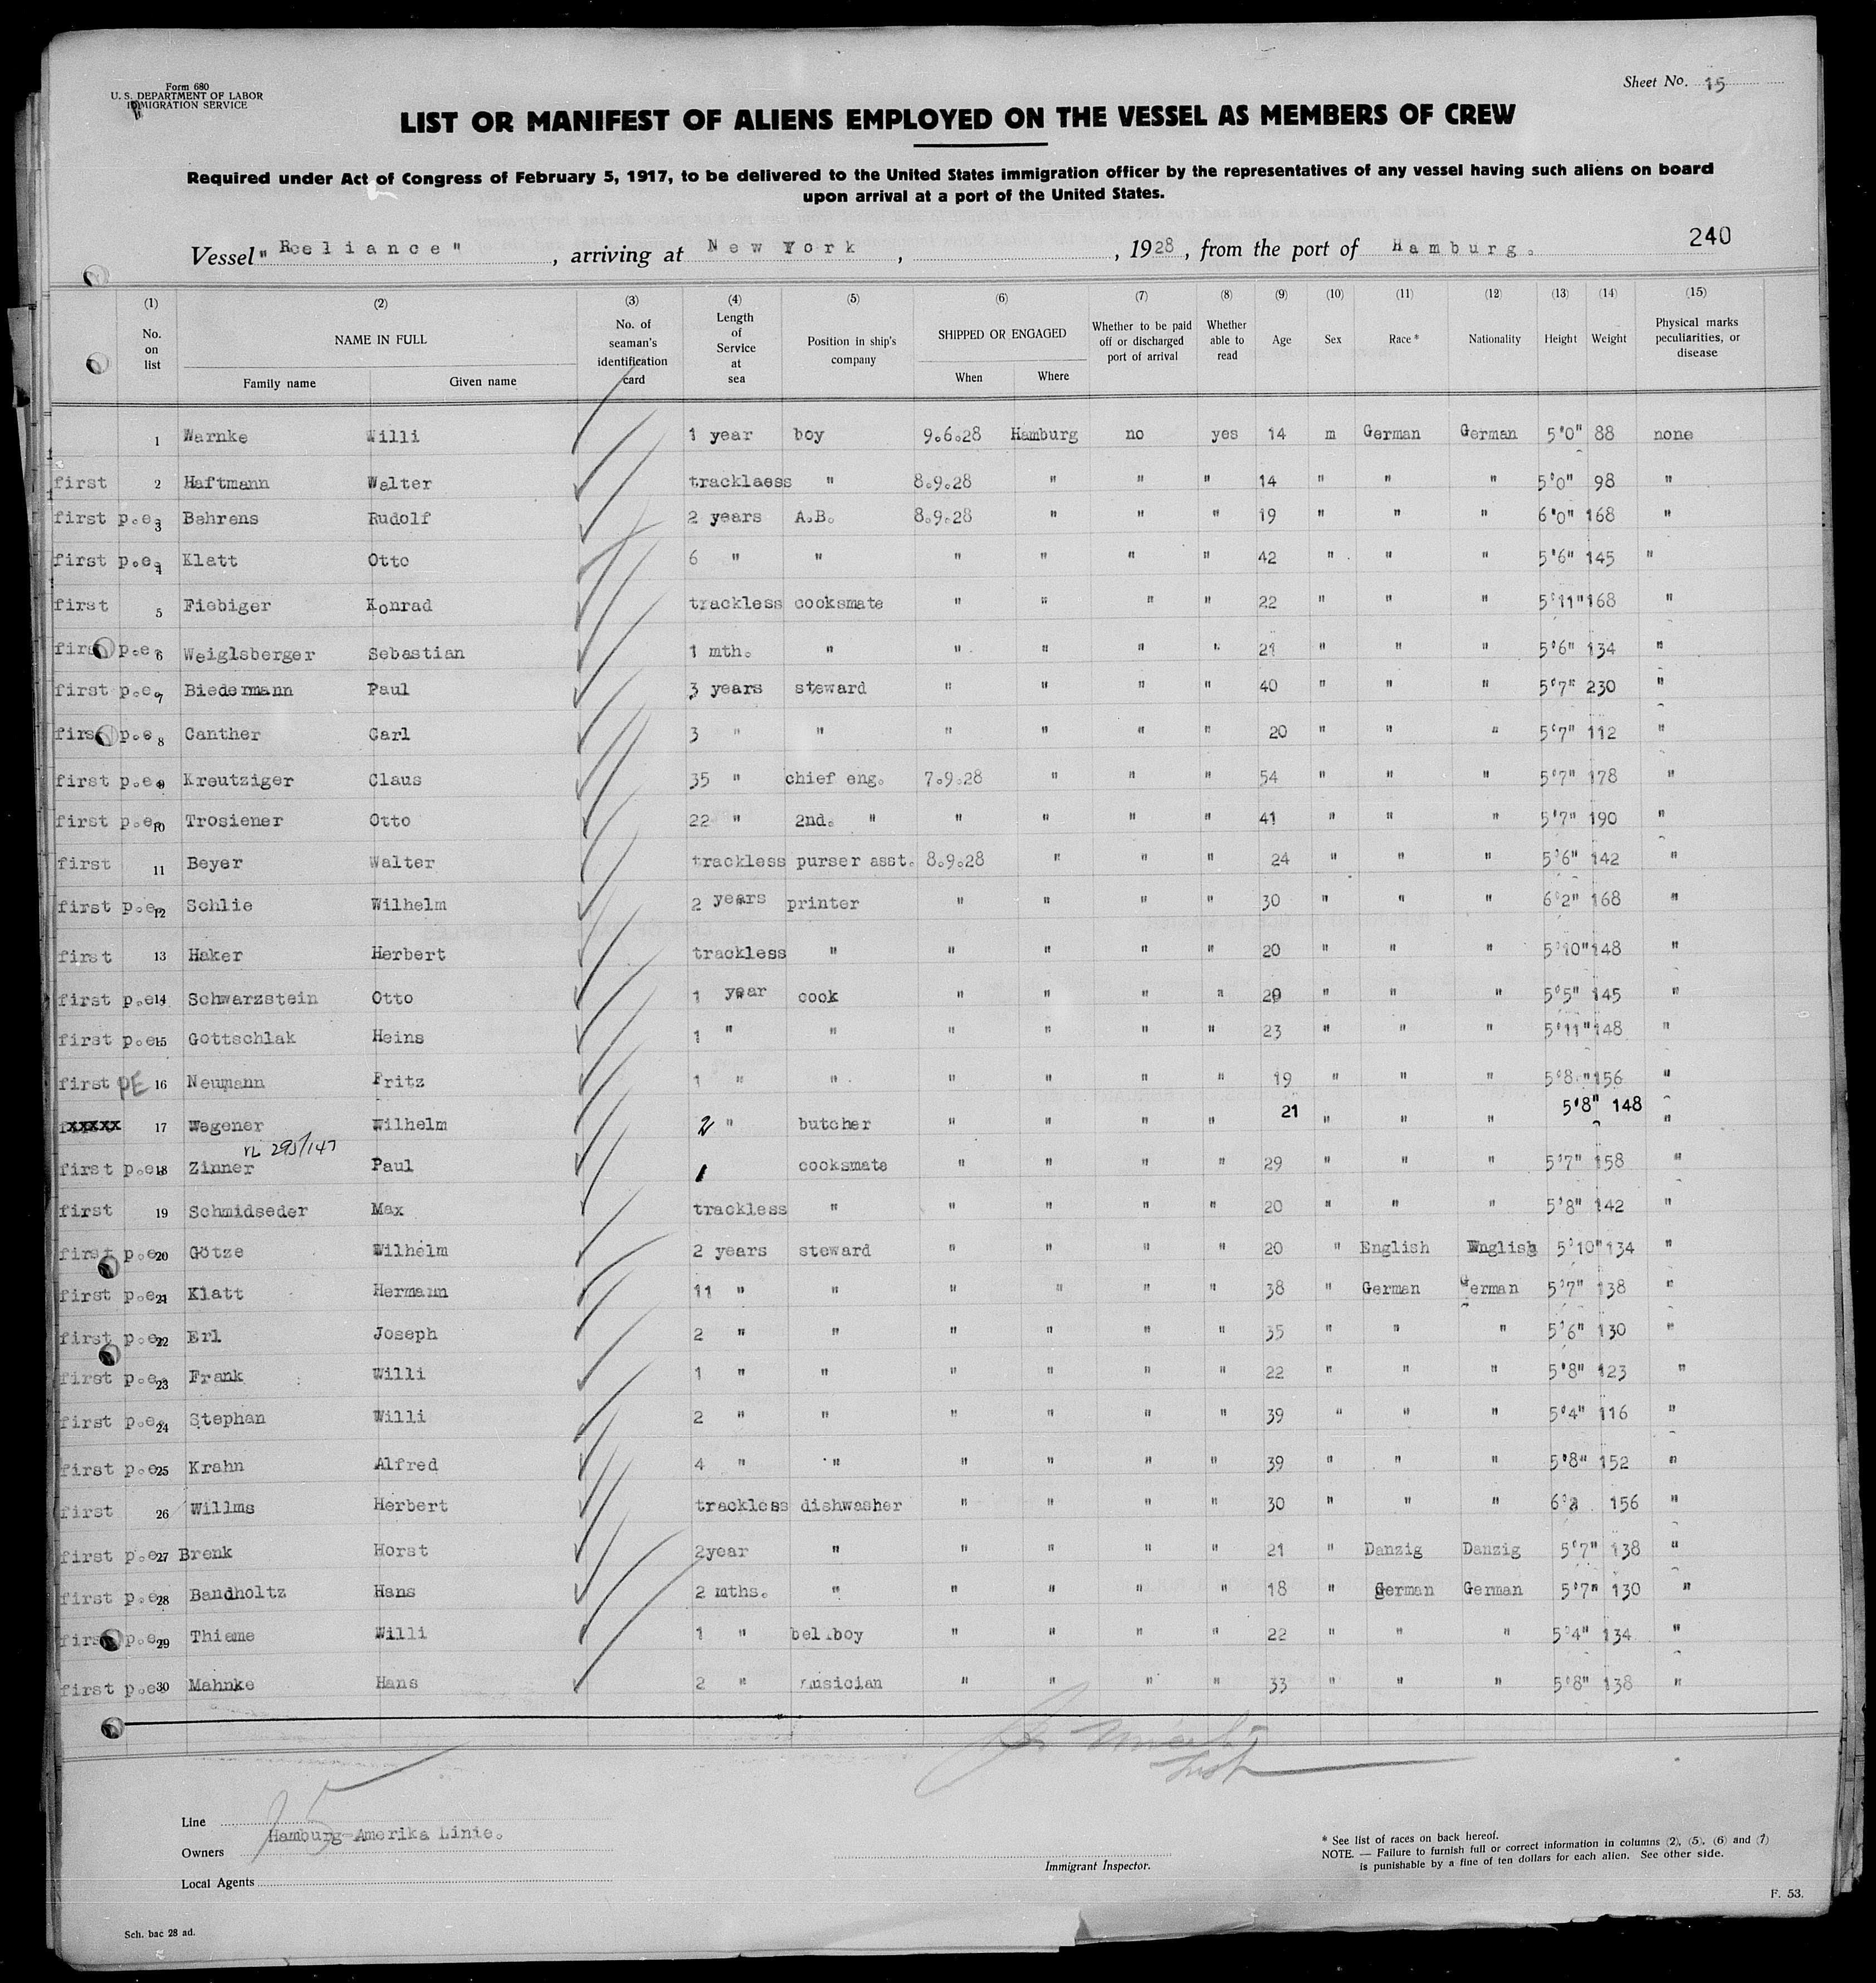 Form 680
U. S. DEPARTMENT OF LABOR
IMMIGRATION SERVICE
Sheet No. 15
LIST OR MANIFEST OF ALIENS EMPLOYED ON THE VESSEL AS MEMBERS OF CREW
Required under Act of Congress of February 5, 1917, to be delivered to the United States immigration officer by the representatives of any vessel having such aliens on board
upon arrival at a port of the United States.
240
Vessel " Reliance " , arriving at New York , , 1928 , from the port of Hamburg.
(1) (2) (3) (4) (5) (6) (7) (8) (9) (10) (11) (12) (13) (14) (15)
No. on list NAME IN FULL Family name Given name No. of seaman's identification card Length of Service at sea Position in ship's company SHIPPED OR ENGAGED When Where Whether to be paid off or discharged port of arrival Whether able to read Age Sex Race * Nationality Height Weight Physical marks peculiarities, or disease
1 Warnke Willi 1 year boy 9.6.28 Hamburg no yes 14 m German German 5'0" 88 none
first 2 Haftmann Walter tracklaess " 8.9.28 " " " 14 " " " 5'0" 98 "
first p.e. 3 Behrens Rudolf 2 years A.B. 8.9.28 " " " 19 " " " 6'0" 168 "
first p.e. 4 Klatt Otto 6 " " " " " " 42 " " " 5'6" 145 "
first 5 Fiebiger Konrad trackless cooksmate " " " " 22 " " " 5'11" 168 "
first p.e. 6 Weiglsberger Sebastian 1 mth. " " " " " 21 " " " 5'6" 134 "
first p.e. 7 Biedermann Paul 3 years steward " " " " 40 " " " 5'7" 230 "
first p.e. 8 Ganther Carl 3 " " " " " " 20 " " " 5'7" 112 "
first p.e. 9 Kreutziger Claus 35 " chief eng. 7.9.28 " " " 54 " " " 5'7" 178 "
first p.e. 10 Trosiener Otto 22 " 2nd. " " " " " 41 " " " 5'7" 190 "
first 11 Beyer Walter trackless purser asst. 8.9.28 " " " 24 " " " 5'6" 142 "
first p.e. 12 Schlie Wilhelm 2 years printer " " " " 30 " " " 6'2" 168 "
first 13 Haker Herbert trackless " " " " " 20 " " " 5'10" 148 "
first p.e. 14 Schwarzstein Otto 1 year cook " " " " 29 " " " 5'5" 145 "
first p.e. 15 Gottschlak Heins 1 " " " " " " 23 " " " 5'11" 148 "
first PE 16 Neumann Fritz 1 " " " " " " 19 " " " 5'8" 156 "
xxxxx 17 Wegener Wilhelm 2 " butcher " " " " 21 " " " 5'8" 148 "
295/147
first p.e. 18 Zinner Paul 1 cooksmate " " " " 29 " " " 5'7" 158 "
first 19 Schmidseder Max trackless " " " " " 20 " " " 5'8" 142 "
first p.e. 20 Götze Wilhelm 2 years steward " " " " 20 " English English 5'10" 134 "
first p.e. 21 Klatt Hermann 11 " " " " " " 38 " German German 5'7" 138 "
first p.e. 22 Erl Joseph 2 " " " " " " 35 " " " 5'6" 130 "
first p.e. 23 Frank Willi 1 " " " " " " 22 " " " 5'8" 123 "
first p.e. 24 Stephan Willi 2 " " " " " " 39 " " " 5'4" 116 "
first p.e. 25 Krahn Alfred 4 " " " " " " 39 " " " 5'8" 152 "
first 26 Willms Herbert trackless dishwasher " " " " 30 " " " 156 "
first p.e. 27 Brenk Horst 2year " " " " " 21 " Danzig Danzig 5'7" 138 "
first p.e. 28 Bandholtz Hans 2 mths. " " " " " 18 " German German 5'7" 130 "
first p.e. 29 Thieme Willi 1 " bellboy " " " " 22 " " " 5'4" 134 "
first p.e. 30 Mahnke Hans 2 " musician " " " " 33 " " " 5'8" 138 "
Line
Hamburg-Amerika Linie.
Owners
Local Agents
Immigrant Inspector.
* See list of races on back hereof.
NOTE. — Failure to furnish full or correct information in columns (2), (5), (6) and (7)
is punishable by a fine of ten dollars for each alien. See other side.
F. 53.
Sch. bac 28 ad.